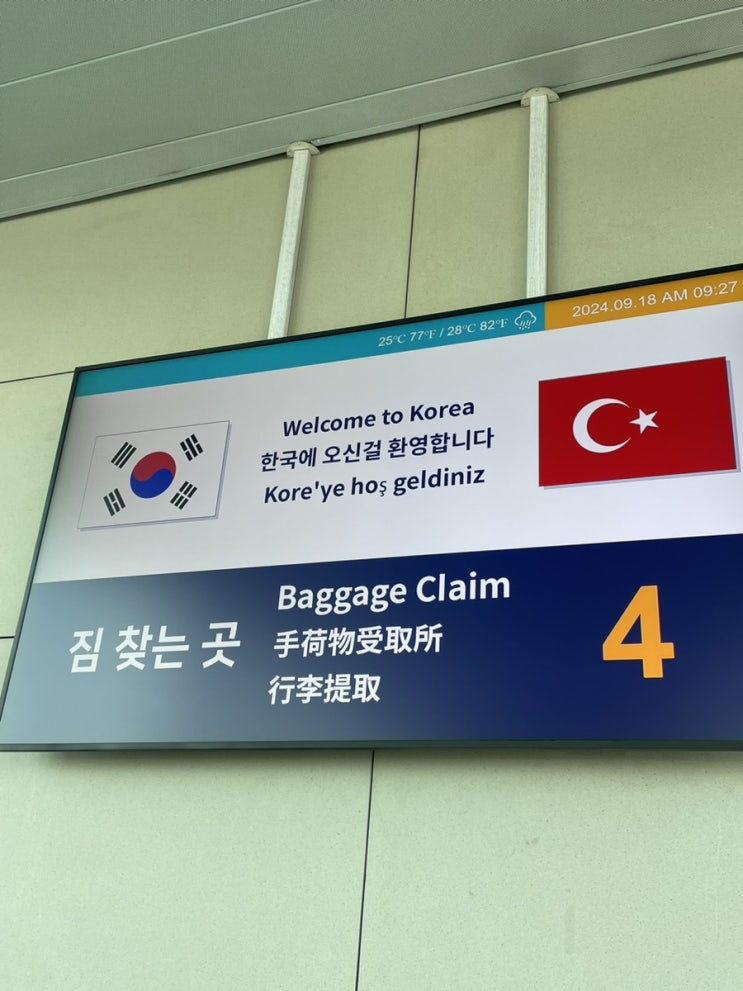 25°C 77°F / 28°C 82°F
2024.09.18 AM 09:27
Welcome to Korea
한국에 오신걸 환영합니다
Kore'ye hoş geldiniz
짐 찾는 곳
Baggage Claim
手荷物受取所
行李提取
4